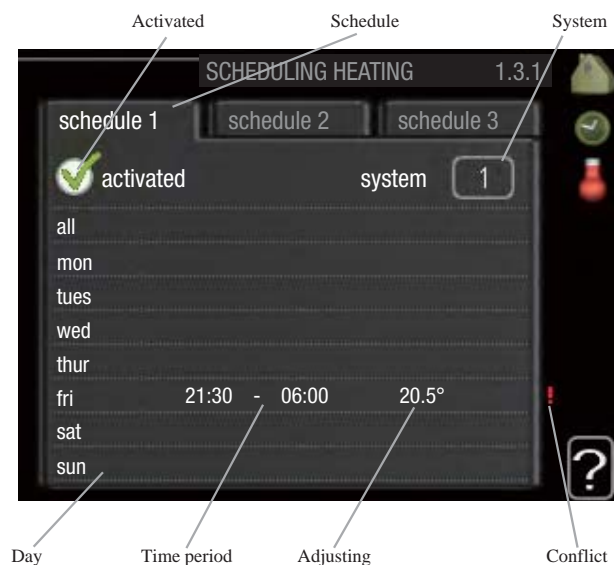 Activated Schedule System
SCHEDULING HEATING 1.3.1
schedule 1 schedule 2 schedule 3
activated system 1
all
mon
tues
wed
thur
fri 21:30 - 06:00 20.5° !
sat
sun
?
Day Time period Adjusting Conflict